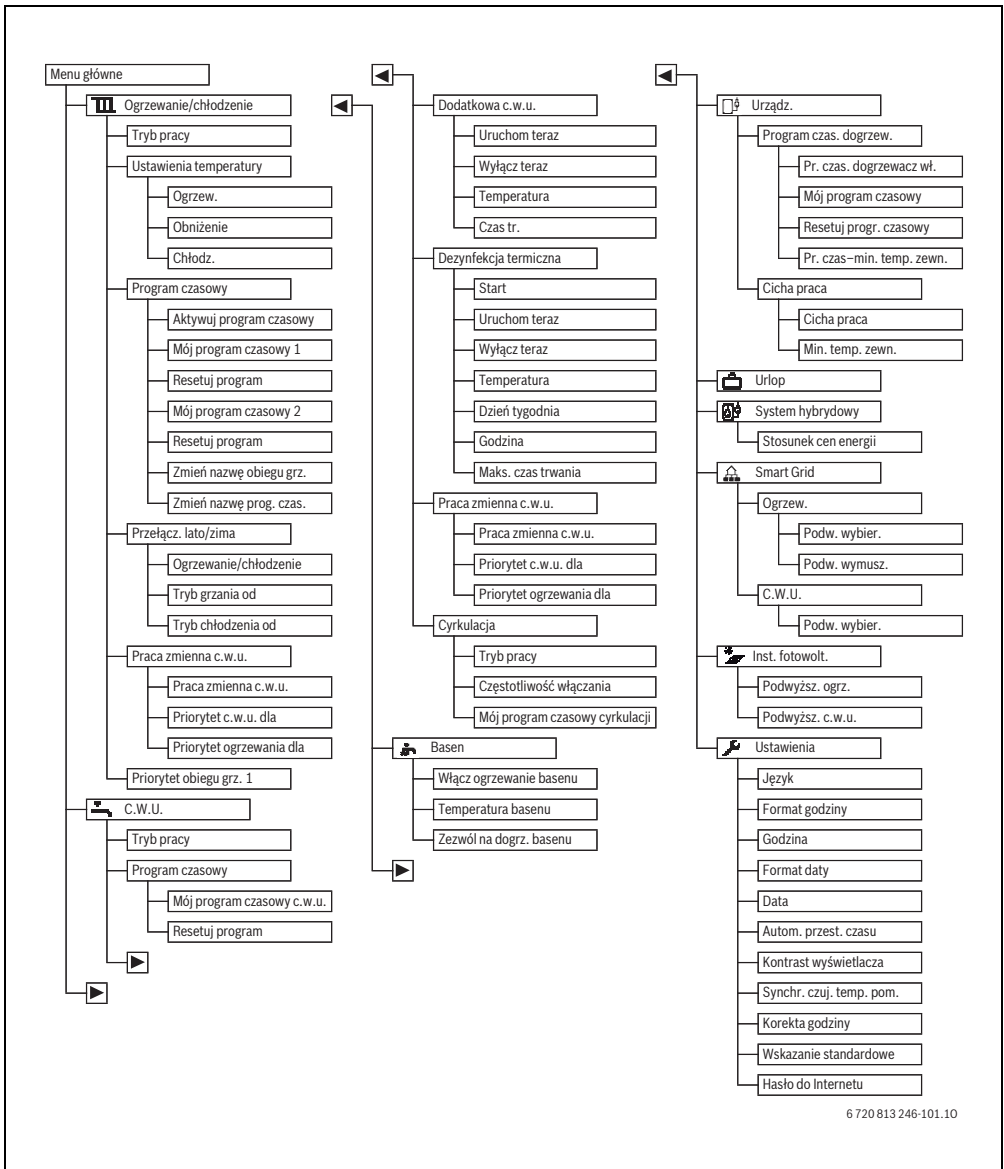 Menu główne
Ogrzewanie/chłodzenie
Tryb pracy
Ustawienia temperatury
Ogrzew.
Obniżenie
Chłodz.
Program czasowy
Aktywuj program czasowy
Mój program czasowy 1
Resetuj program
Mój program czasowy 2
Resetuj program
Zmień nazwę obiegu grz.
Zmień nazwę prog. czas.
Przełącz. lato/zima
Ogrzewanie/chłodzenie
Tryb grzania od
Tryb chłodzenia od
Praca zmienna c.w.u.
Praca zmienna c.w.u.
Priorytet c.w.u. dla
Priorytet ogrzewania dla
Priorytet obiegu grz. 1
C.W.U.
Tryb pracy
Program czasowy
Mój program czasowy c.w.u.
Resetuj program
Dodatkowa c.w.u.
Uruchom teraz
Wyłącz teraz
Temperatura
Czas tr.
Dezynfekcja termiczna
Start
Uruchom teraz
Wyłącz teraz
Temperatura
Dzień tygodnia
Godzina
Maks. czas trwania
Praca zmienna c.w.u.
Praca zmienna c.w.u.
Priorytet c.w.u. dla
Priorytet ogrzewania dla
Cyrkulacja
Tryb pracy
Częstotliwość włączania
Mój program czasowy cyrkulacji
Basen
Włącz ogrzewanie basenu
Temperatura basenu
Zezwól na dogrz. basenu
Urządz.
Program czas. dogrzew.
Pr. czas. dogrzewacz wł.
Mój program czasowy
Resetuj progr. czasowy
Pr. czas–min. temp. zewn.
Cicha praca
Cicha praca
Min. temp. zewn.
Urlop
System hybrydowy
Stosunek cen energii
Smart Grid
Ogrzew.
Podw. wybier.
Podw. wymusz.
C.W.U.
Podw. wybier.
Inst. fotowolt.
Podwyższ. ogrz.
Podwyższ. c.w.u.
Ustawienia
Język
Format godziny
Godzina
Format daty
Data
Autom. przest. czasu
Kontrast wyświetlacza
Synchr. czuj. temp. pom.
Korekta godziny
Wskazanie standardowe
Hasło do Internetu
6 720 813 246-101.1O